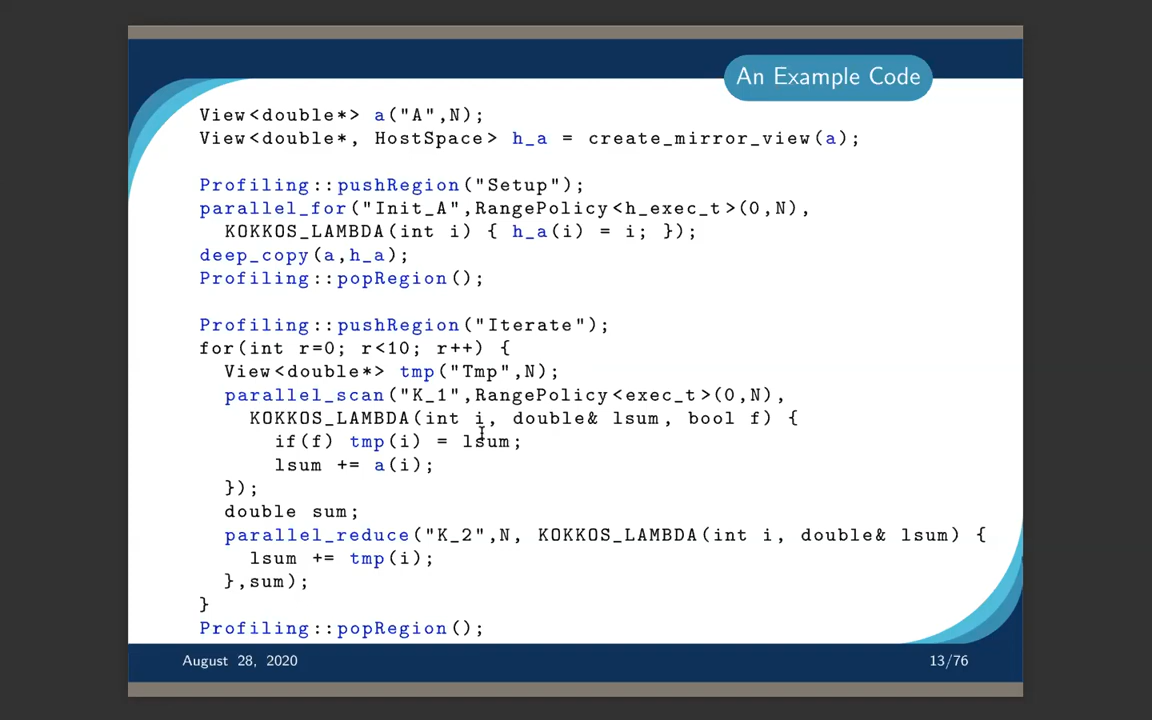 An Example Code
View<double*> a("A",N);
View<double*, HostSpace> h_a = create_mirror_view(a);
Profiling::pushRegion("Setup");
parallel_for("Init_A",RangePolicy<h_exec_t>(0,N),
KOKKOS_LAMBDA(int i) { h_a(i) = i; });
deep_copy(a,h_a);
Profiling::popRegion();
Profiling::pushRegion("Iterate");
for(int r=0; r<10; r++) {
View<double*> tmp("Tmp",N);
parallel_scan("K_1",RangePolicy<exec_t>(0,N),
KOKKOS_LAMBDA(int i, double& lsum, bool f) {
if(f) tmp(i) = lsum;
lsum += a(i);
});
double sum;
parallel_reduce("K_2",N, KOKKOS_LAMBDA(int i, double& lsum) {
lsum += tmp(i);
},sum);
}
Profiling::popRegion();
August 28, 2020
13/76